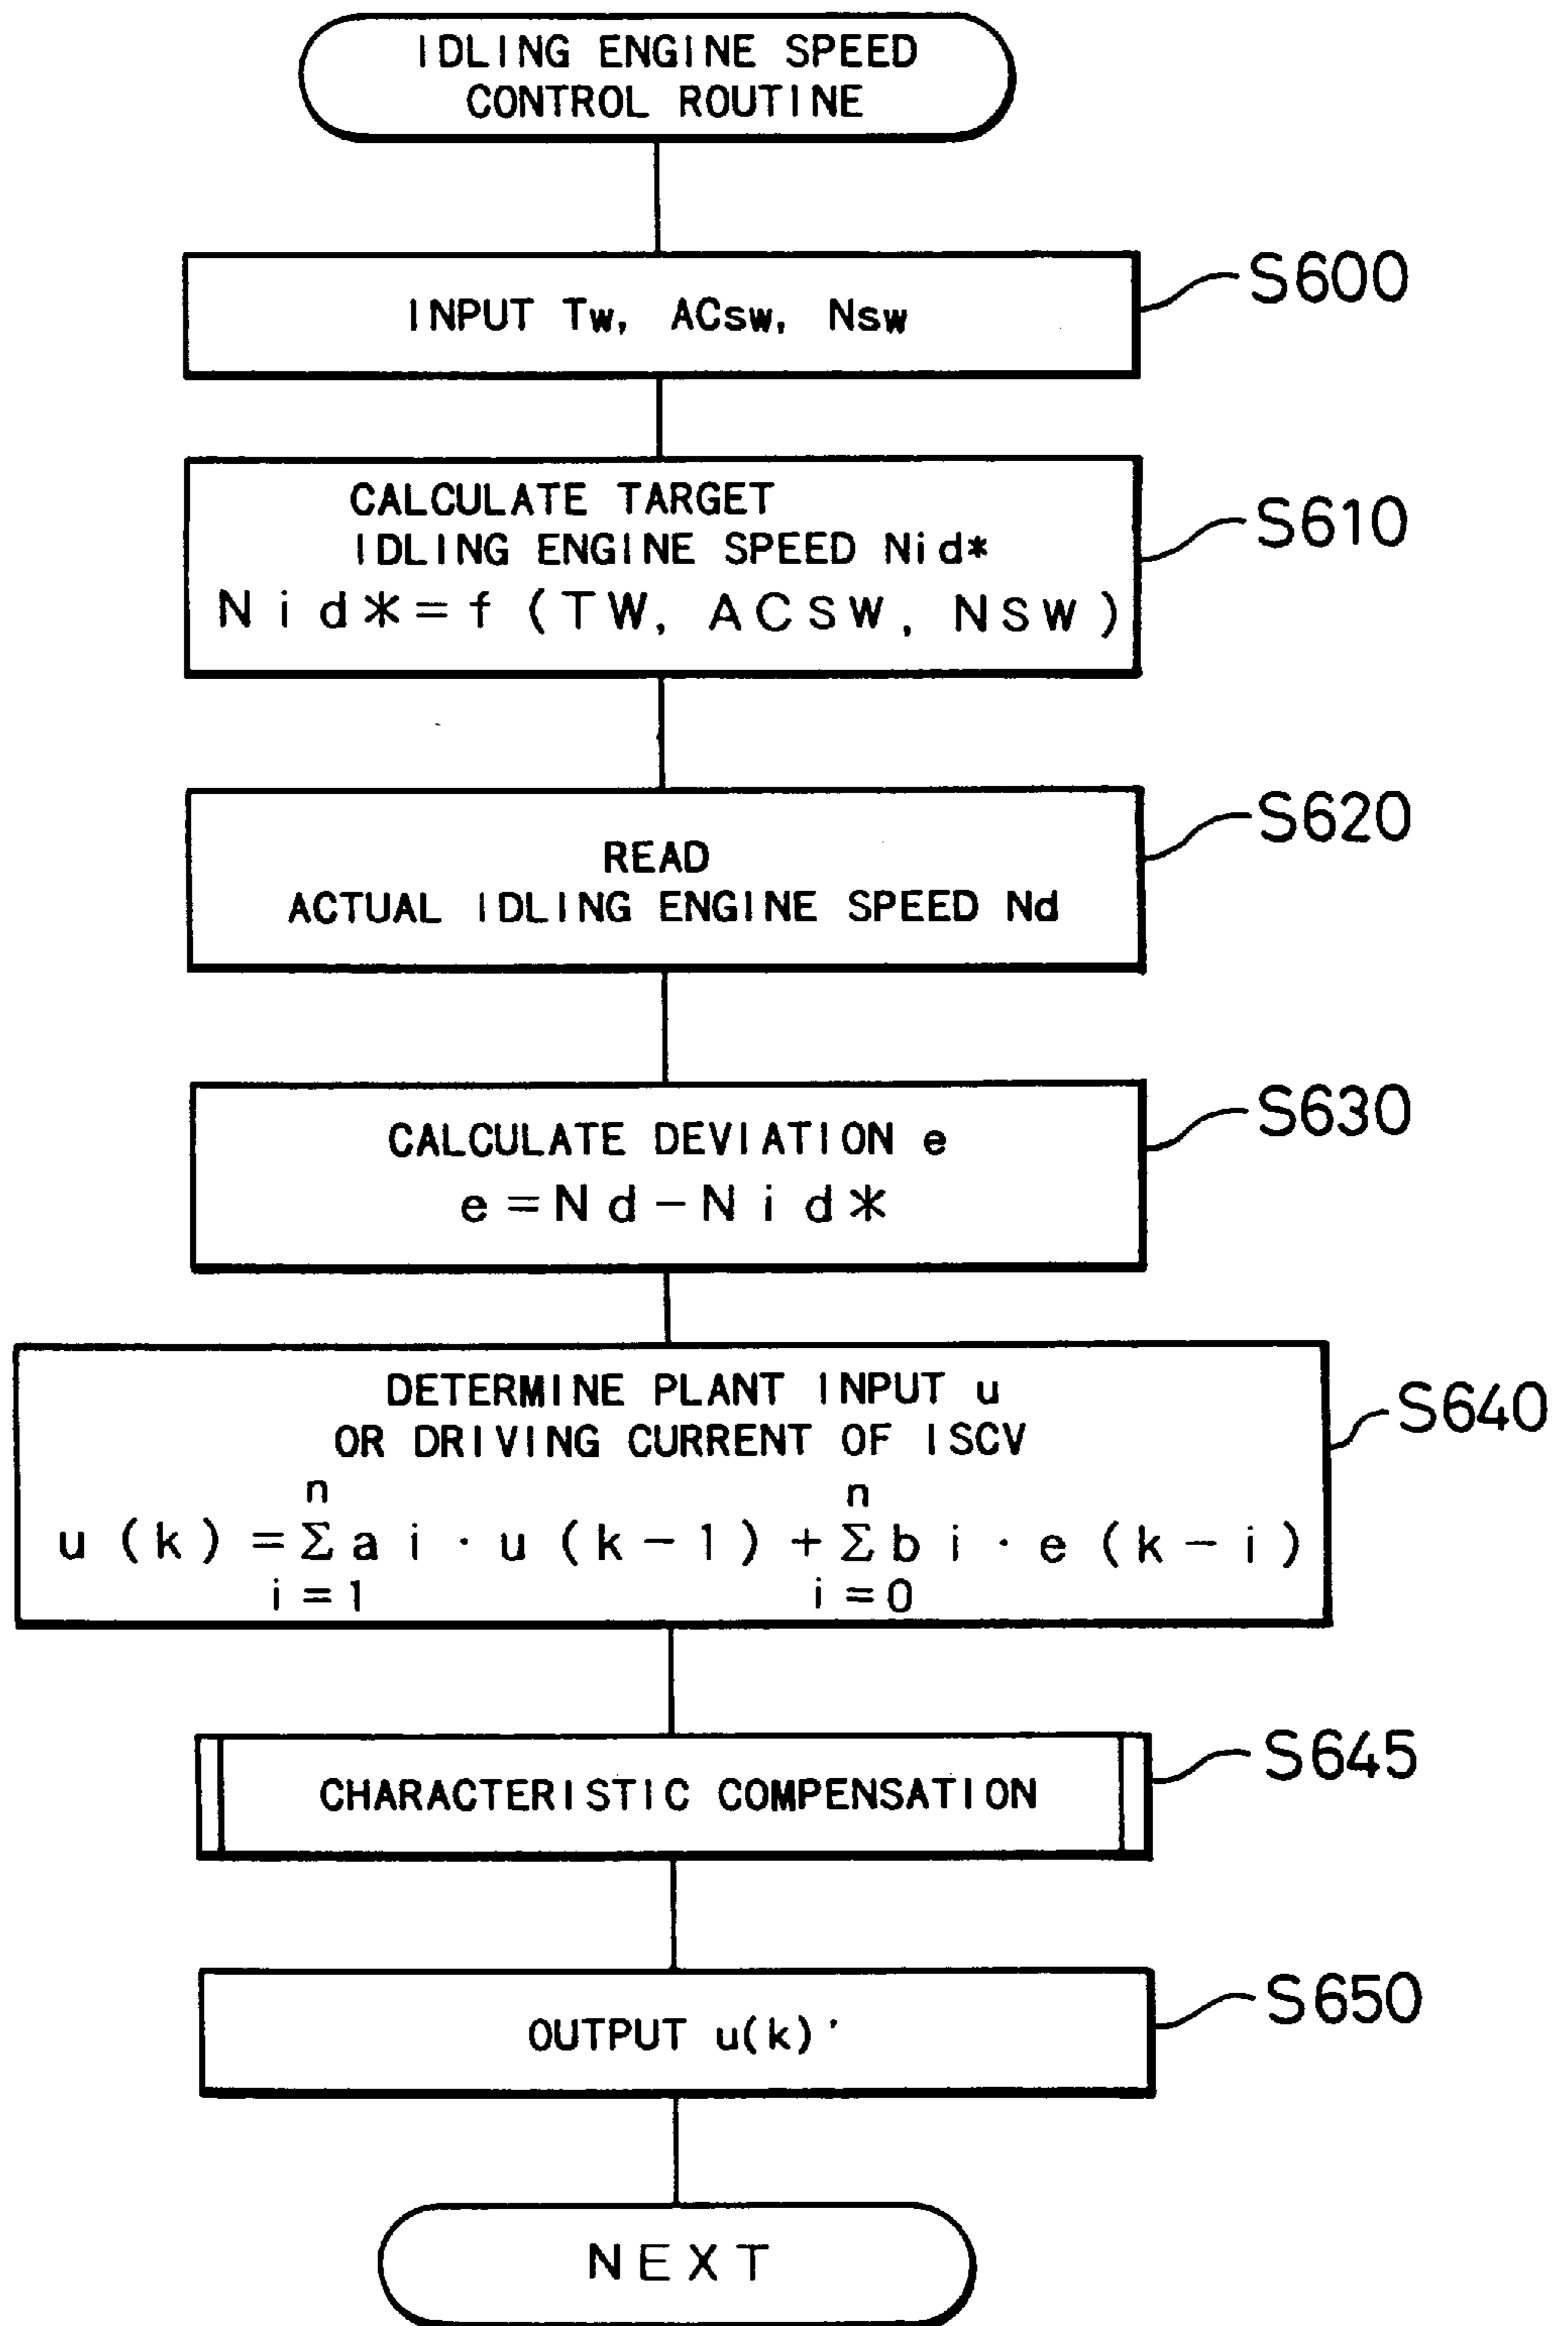 IDLING ENGINE SPEED
CONTROL ROUTINE
INPUT Tw, ACsw, Nsw
S600
CALCULATE TARGET
IDLING ENGINE SPEED Nid*
Nid*=f(TW, ACSW, NSW)
S610
READ
ACTUAL IDLING ENGINE SPEED Nd
S620
CALCULATE DEVIATION e
e=Nd-Nid*
S630
DETERMINE PLANT INPUT u
OR DRIVING CURRENT OF ISCV
n n
u(k)=Σai·u(k-1)+Σbi·e(k-i)
i=1 i=0
S640
CHARACTERISTIC COMPENSATION
S645
OUTPUT u(k)'
S650
NEXT